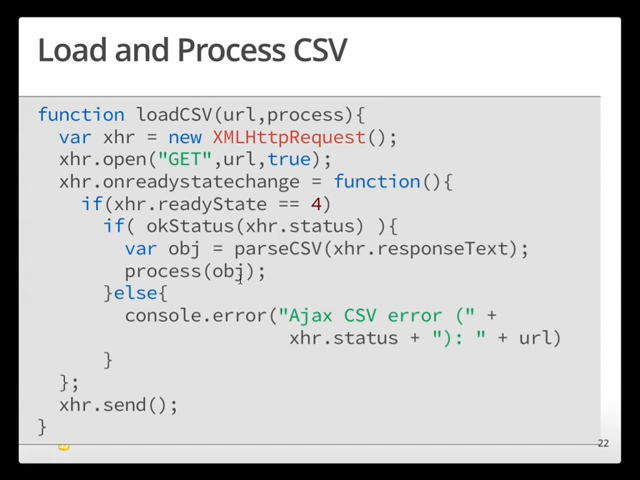 Load and Process CSV
function loadCSV(url,process){
  var xhr = new XMLHttpRequest();
  xhr.open("GET",url,true);
  xhr.onreadystatechange = function(){
    if(xhr.readyState == 4)
      if( okStatus(xhr.status) ){
        var obj = parseCSV(xhr.responseText);
        process(obj);
      }else{
        console.error("Ajax CSV error (" +
                       xhr.status + "): " + url)
      }
  };
  xhr.send();
}
22